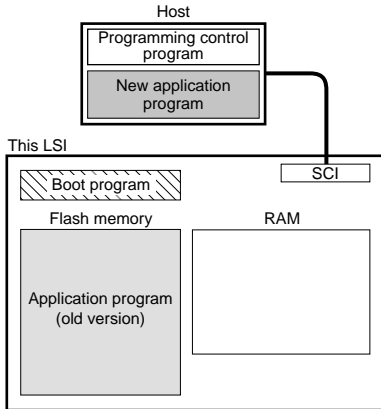 Host
Programming control
program
New application
program
This LSI
SCI
Boot program
Flash memory
RAM
Application program
(old version)